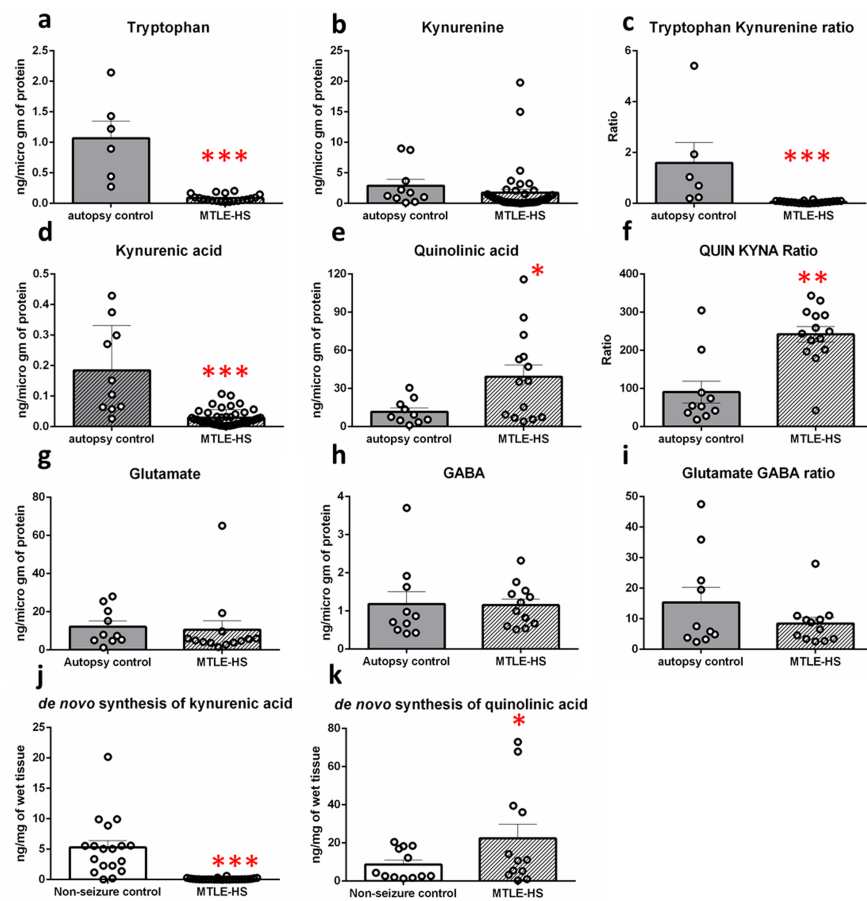 a
Tryptophan
ng/micro gm of protein
2.5
2.0
1.5
1.0
0.5
0.0
***
autopsy control
MTLE-HS
b
Kynurenine
ng/micro gm of protein
25
20
15
10
5
0
autopsy control
MTLE-HS
c
Tryptophan Kynurenine ratio
Ratio
6
4
2
0
***
autopsy control
MTLE-HS
d
Kynurenic acid
ng/micro gm of protein
0.5
0.4
0.3
0.2
0.1
0.0
***
autopsy control
MTLE-HS
e
Quinolinic acid
ng/micro gm of protein
120
90
60
30
0
*
autopsy control
MTLE-HS
f
QUIN KYNA Ratio
Ratio
400
300
200
100
0
**
autopsy control
MTLE-HS
g
Glutamate
ng/micro gm of protein
80
60
40
20
0
Autopsy control
MTLE-HS
h
GABA
ng/micro gm of protein
4
3
2
1
0
Autopsy control
MTLE-HS
i
Glutamate GABA ratio
50
40
30
20
10
0
autopsy control
MTLE-HS
j
de novo synthesis of kynurenic acid
ng/mg of wet tissue
25
20
15
10
5
0
***
Non-seizure control
MTLE-HS
k
de novo synthesis of quinolinic acid
ng/mg of wet tissue
80
60
40
20
0
*
Non-seizure control
MTLE-HS